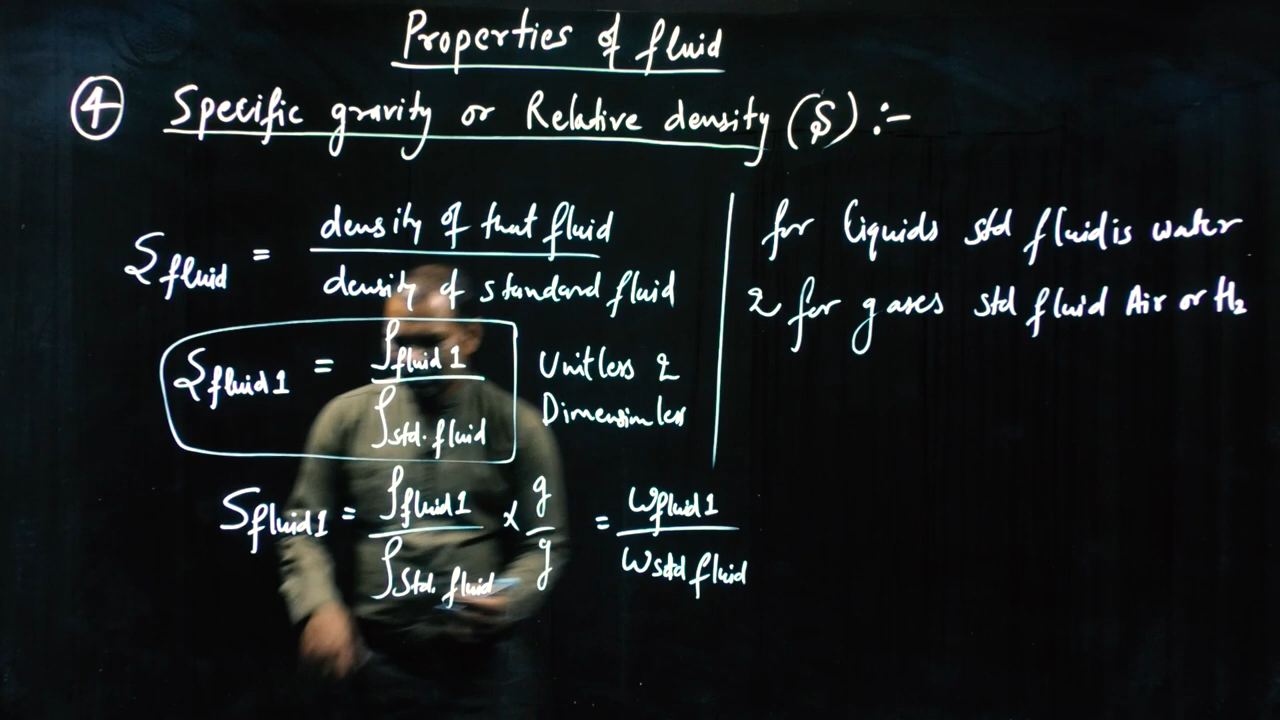 Properties of fluid
④ Specific gravity or Relative density (S) :-
S fluid = density of that fluid / density of standard fluid
S fluid 1 = ρ fluid 1 / ρ std. fluid
Unitless &
Dimensionless
S fluid 1 = ρ fluid 1 / ρ Std. fluid × g / g = w fluid 1 / w std fluid
for liquids std fluid is water
& for gases std fluid Air or H₂